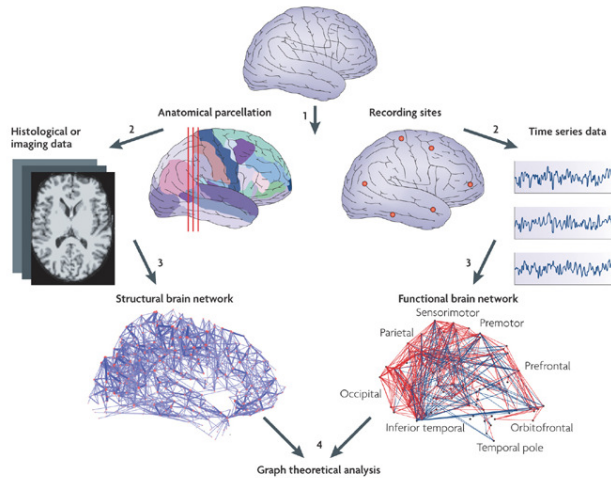 1
Anatomical parcellation
Recording sites
2
2
Histological or
imaging data
Time series data
3
3
Structural brain network
Functional brain network
Sensorimotor
Premotor
Parietal
Prefrontal
Occipital
Orbitofrontal
Inferior temporal
Temporal pole
4
Graph theoretical analysis